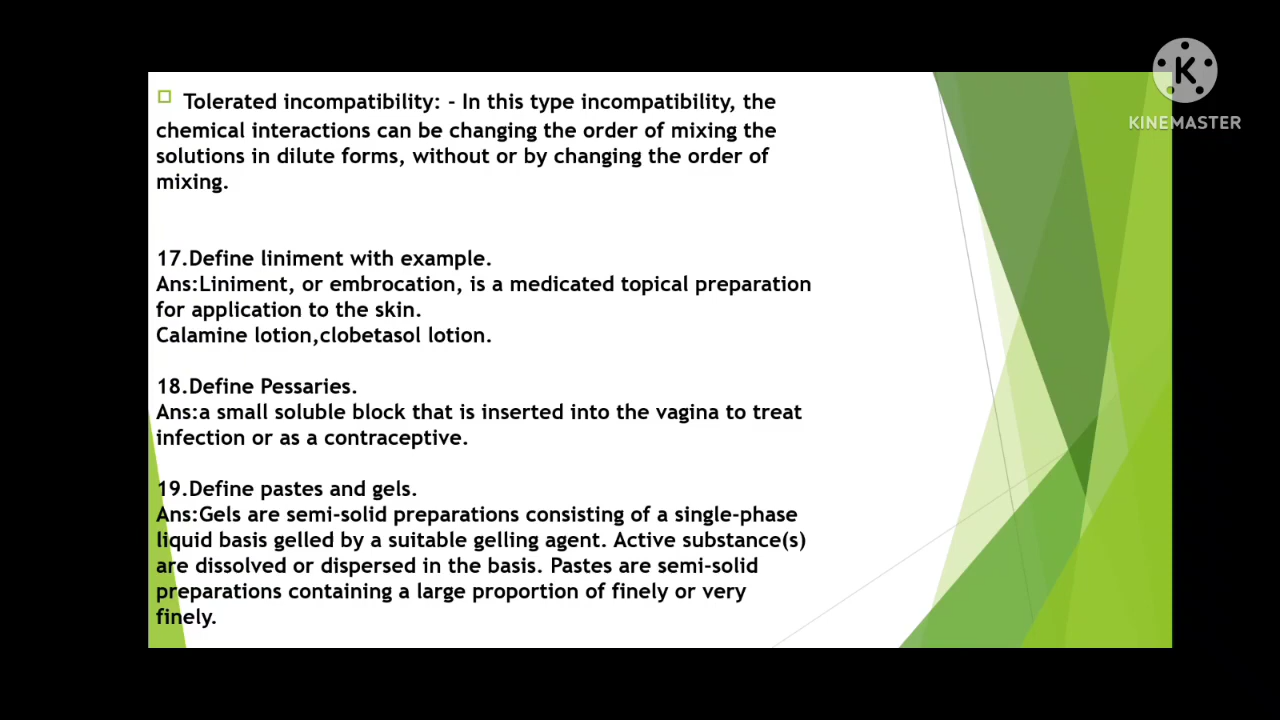 Tolerated incompatibility: - In this type incompatibility, the
chemical interactions can be changing the order of mixing the
solutions in dilute forms, without or by changing the order of
mixing.
17.Define liniment with example.
Ans:Liniment, or embrocation, is a medicated topical preparation
for application to the skin.
Calamine lotion,clobetasol lotion.
18.Define Pessaries.
Ans:a small soluble block that is inserted into the vagina to treat
infection or as a contraceptive.
19.Define pastes and gels.
Ans:Gels are semi-solid preparations consisting of a single-phase
liquid basis gelled by a suitable gelling agent. Active substance(s)
are dissolved or dispersed in the basis. Pastes are semi-solid
preparations containing a large proportion of finely or very
finely.
K
KINEMASTER